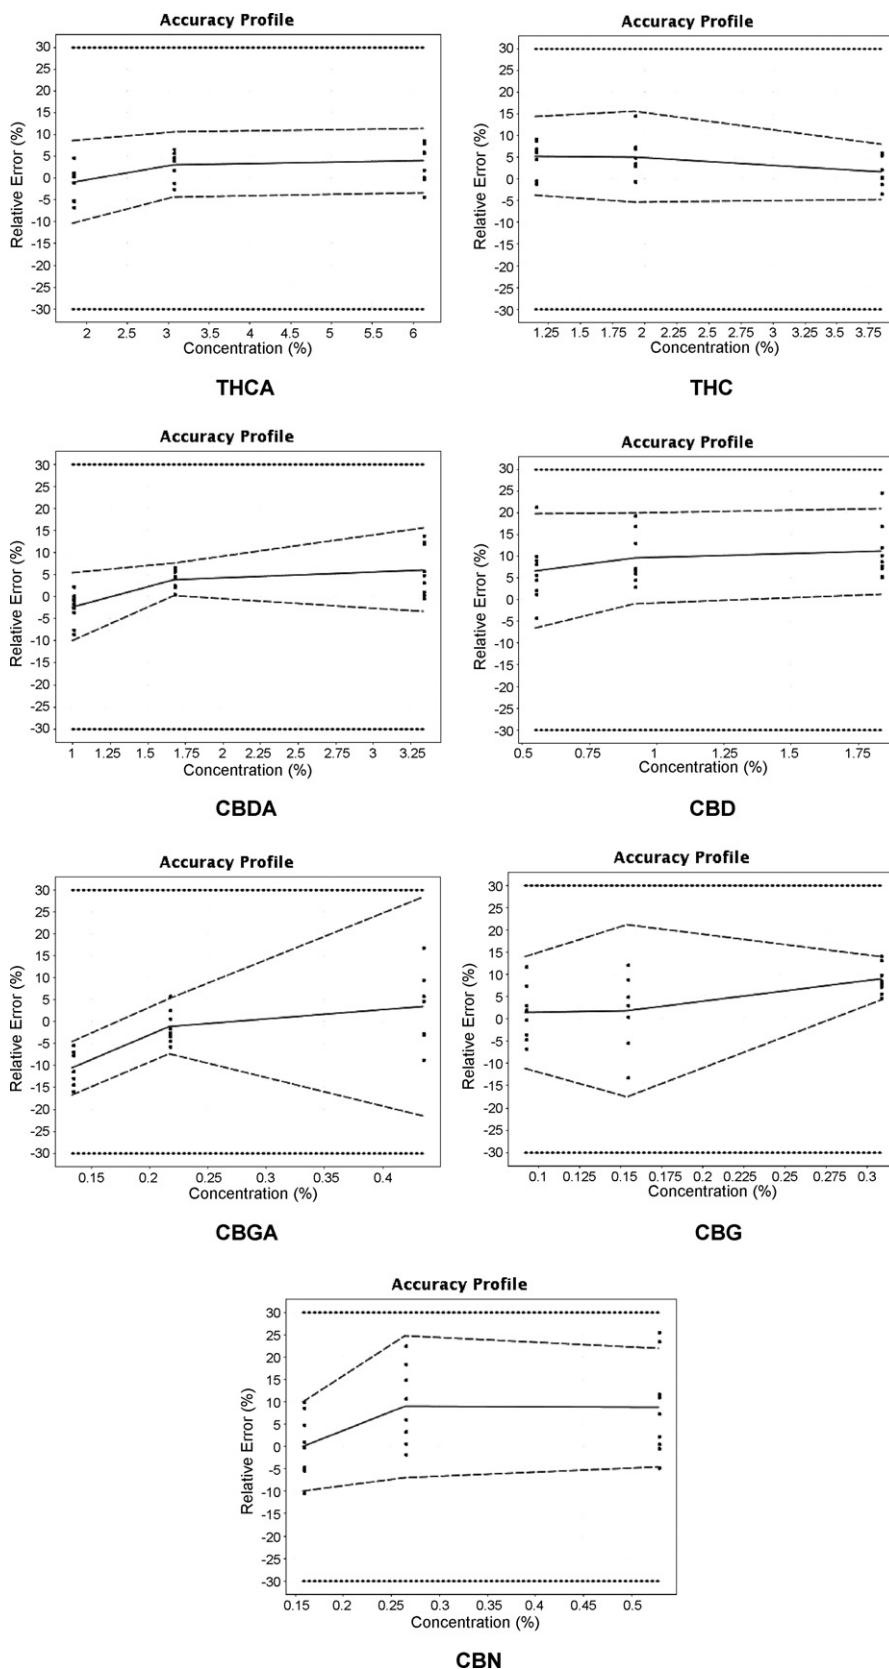 Accuracy Profile
30
25
20
15
10
5
0
-5
-10
-15
-20
-25
-30
Relative Error (%)
2 2.5 3 3.5 4 4.5 5 5.5 6
Concentration (%)
THCA
Accuracy Profile
30
25
20
15
10
5
0
-5
-10
-15
-20
-25
-30
Relative Error (%)
1.25 1.5 1.75 2 2.25 2.5 2.75 3 3.25 3.5 3.75
Concentration (%)
THC
Accuracy Profile
30
25
20
15
10
5
0
-5
-10
-15
-20
-25
-30
Relative Error (%)
1 1.25 1.5 1.75 2 2.25 2.5 2.75 3 3.25
Concentration (%)
CBDA
Accuracy Profile
30
25
20
15
10
5
0
-5
-10
-15
-20
-25
-30
Relative Error (%)
0.5 0.75 1 1.25 1.5 1.75
Concentration (%)
CBD
Accuracy Profile
30
25
20
15
10
5
0
-5
-10
-15
-20
-25
-30
Relative Error (%)
0.15 0.2 0.25 0.3 0.35 0.4
Concentration (%)
CBGA
Accuracy Profile
30
25
20
15
10
5
0
-5
-10
-15
-20
-25
-30
Relative Error (%)
0.1 0.125 0.15 0.175 0.2 0.225 0.25 0.275 0.3
Concentration (%)
CBG
Accuracy Profile
30
25
20
15
10
5
0
-5
-10
-15
-20
-25
-30
Relative Error (%)
0.15 0.2 0.25 0.3 0.35 0.4 0.45 0.5
Concentration (%)
CBN